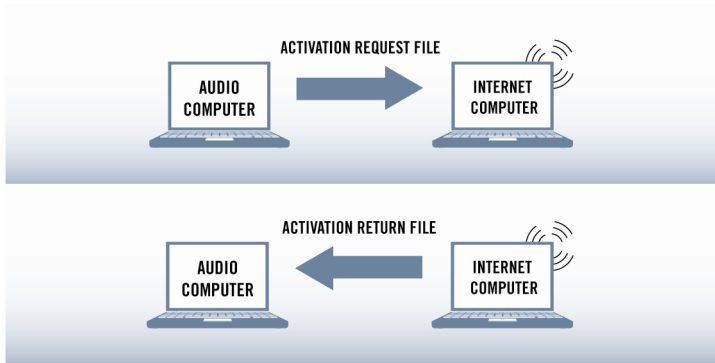 ACTIVATION REQUEST FILE
AUDIO
COMPUTER
INTERNET
COMPUTER
ACTIVATION RETURN FILE
AUDIO
COMPUTER
INTERNET
COMPUTER